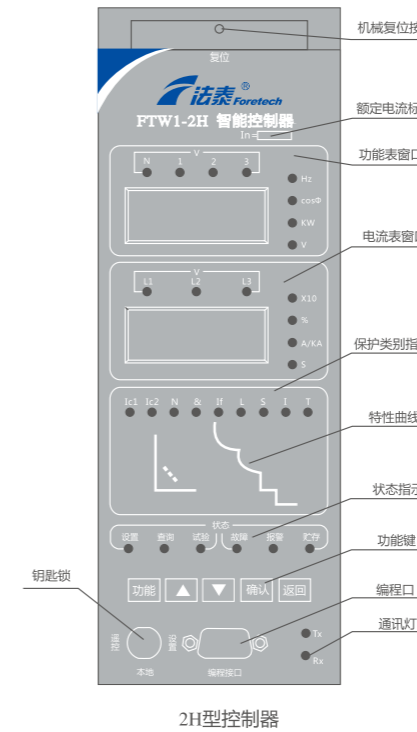 机械复位按
复位
法泰® Foretech
FTW1-2H 智能控制器
In=
额定电流标
功能表窗口
V
N 1 2 3
Hz
cosΦ
KW
V
电流表窗口
V
L1 L2 L3
X10
%
A/KA
S
保护类别指
Ic1 Ic2 N & If L S I T
特性曲线
状态指示
状态
设置 查询 试验 故障 报警 贮存
功能键
功能 ▲ ▼ 确认 返回
钥匙锁
编程口
通讯灯
遥控 设置
Tx
Rx
本地 编程接口
2H型控制器